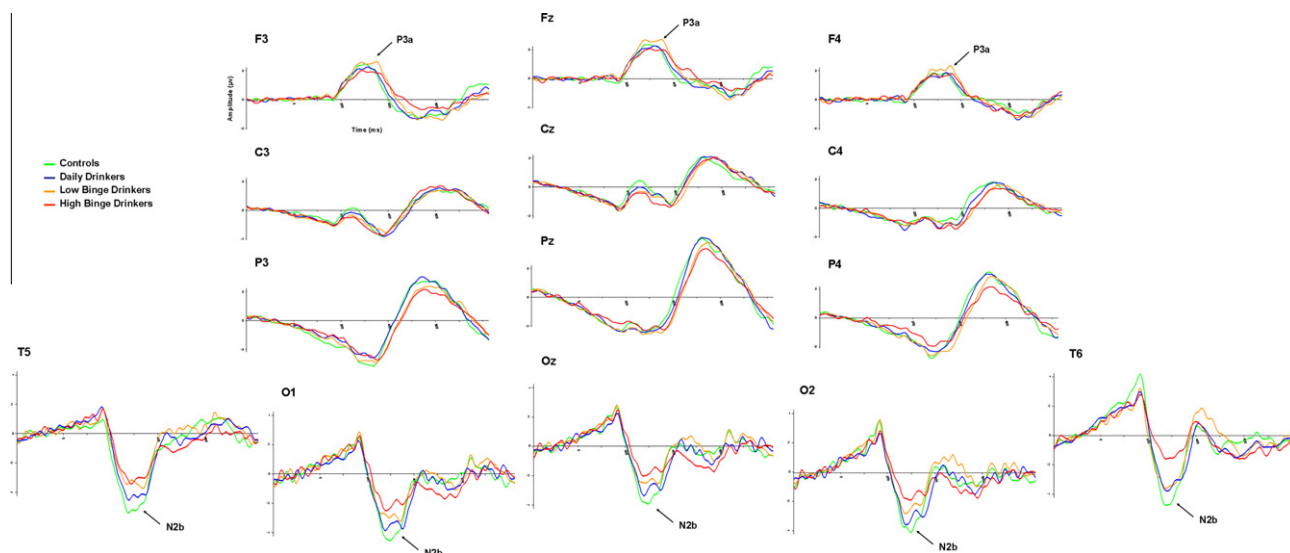 F3
P3a
Fz
P3a
F4
P3a
Amplitude (µv)
Time (ms)
Controls
Daily Drinkers
Low Binge Drinkers
High Binge Drinkers
C3
Cz
C4
P3
Pz
P4
T5
N2b
O1
N2b
Oz
N2b
O2
N2b
T6
N2b